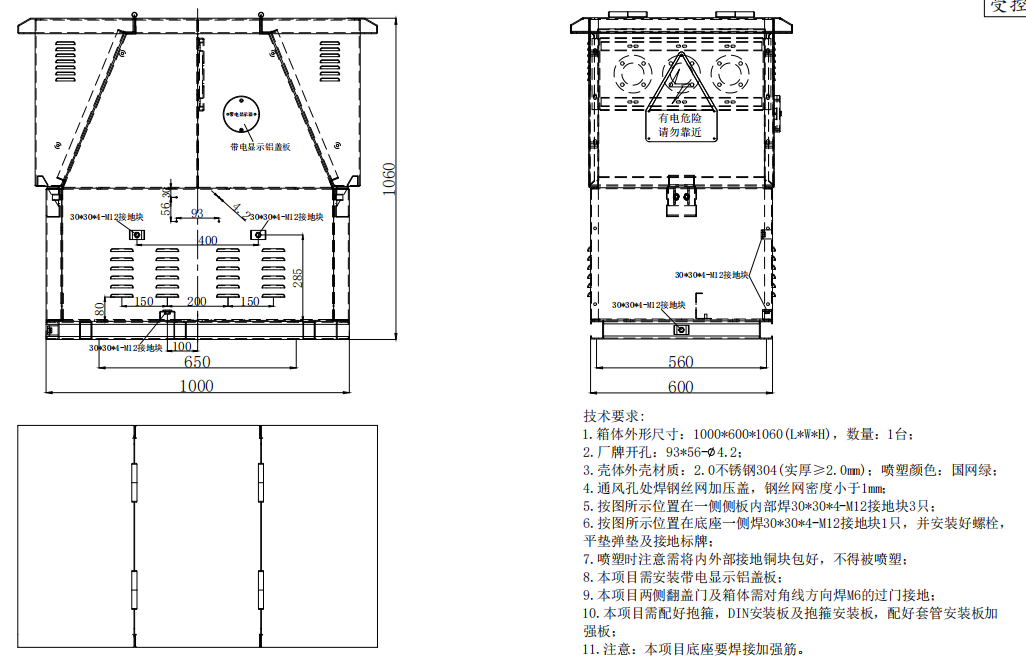 受控
带电显示器
带电显示铝盖板
1060
30*30*4-M12接地块
56
36
93
4.2
30*30*4-M12接地块
400
285
150
200
150
80
30*30*4-M12接地块
100
650
1000
有电危险
请勿靠近
30*30*4-M12接地块
30*30*4-M12接地块
560
600
技术要求:
1.箱体外形尺寸: 1000*600*1060(L*W*H), 数量: 1台;
2.厂牌开孔: 93*56-ø4.2;
3.壳体外壳材质: 2.0不锈钢304(实厚≥2.0mm); 喷塑颜色: 国网绿;
4.通风孔处焊钢丝网加压盖, 钢丝网密度小于1mm;
5.按图所示位置在一侧侧板内部焊30*30*4-M12接地块3只;
6.按图所示位置在底座一侧焊30*30*4-M12接地块1只, 并安装好螺栓,
平垫弹垫及接地标牌;
7.喷塑时注意需将内外部接地铜块包好, 不得被喷塑;
8.本项目需安装带电显示铝盖板;
9.本项目两侧翻盖门及箱体需对角线方向焊M6的过门接地;
10.本项目需配好抱箍, DIN安装板及抱箍安装板, 配好套管安装板加
强板;
11.注意: 本项目底座要焊接加强筋。